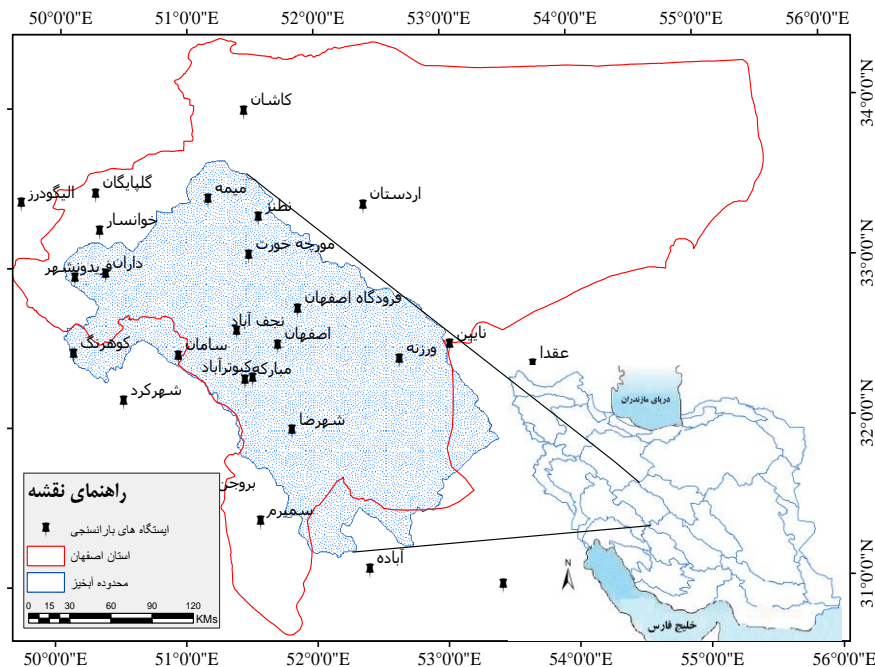 50°0'0"E 51°0'0"E 52°0'0"E 53°0'0"E 54°0'0"E 55°0'0"E 56°0'0"E
34°0'0"N
33°0'0"N
32°0'0"N
31°0'0"N
کاشان
گلپایگان
الیگودرز
میمه
اردستان
نطنز
خوانسار
مورچه خورت
داران
فریدونشهر
فرودگاه اصفهان
نجف آباد
اصفهان
نایین
ورزنه
عقدا
کوهرنگ
سامان
مبارکه
کبوترآباد
شهرکرد
شهرضا
بروجن
سمیرم
آباده
دریای مازندران
خلیج فارس
N
راهنمای نقشه
ایستگاه های بارانسنجی
استان اصفهان
محدوده آبخیز
0 15 30 60 90 120
KMs
50°0'0"E 51°0'0"E 52°0'0"E 53°0'0"E 54°0'0"E 55°0'0"E